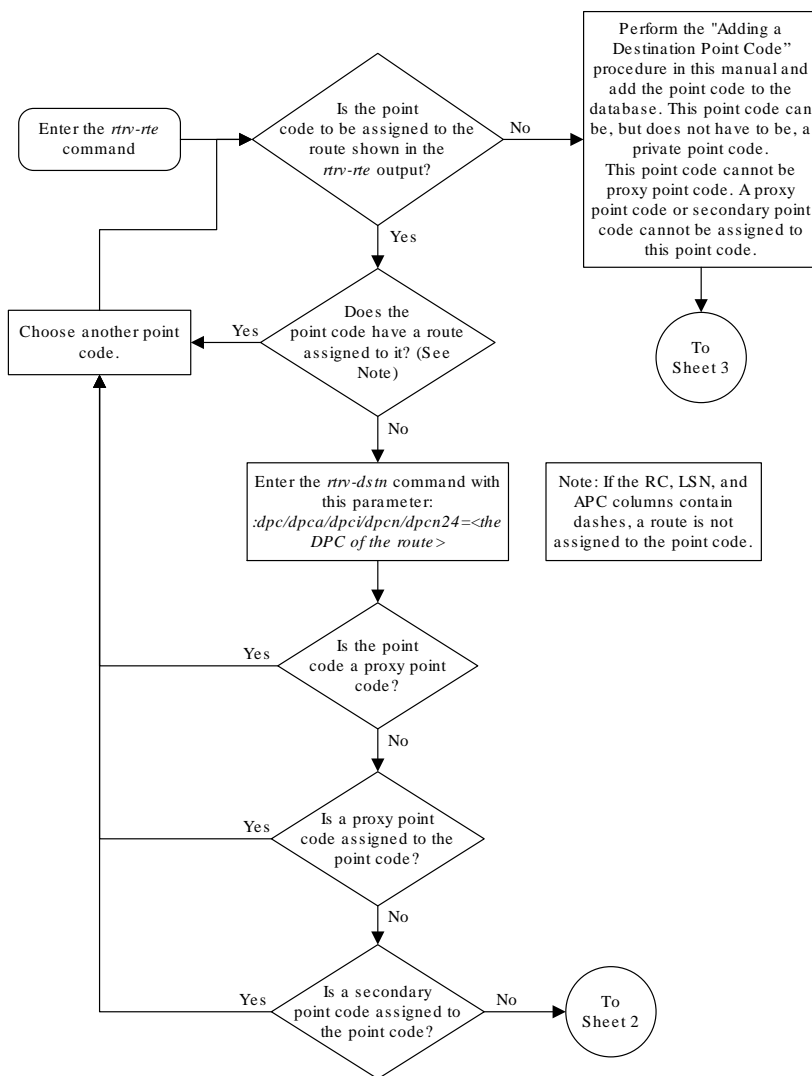 Enter the rtrv-rte
command
Is the point
code to be assigned to the
route shown in the
rtrv-rte output?
No
Perform the "Adding a
Destination Point Code”
procedure in this manual and
add the point code to the
database. This point code can
be, but does not have to be, a
private point code.
This point code cannot be
proxy point code. A proxy
point code or secondary point
code cannot be assigned to
this point code.
Yes
To
Sheet 3
Choose another point
code.
Yes
Does the
point code have a route
assigned to it? (See
Note)
No
Enter the rtrv-dstn command with
this parameter:
:dpc/dpca/dpci/dpcn/dpcn24=<the
DPC of the route>
Note: If the RC, LSN, and
APC columns contain
dashes, a route is not
assigned to the point code.
Yes
Is the point
code a proxy point
code?
No
Yes
Is a proxy point
code assigned to the
point code?
No
Yes
Is a secondary
point code assigned to
the point code?
No
To
Sheet 2